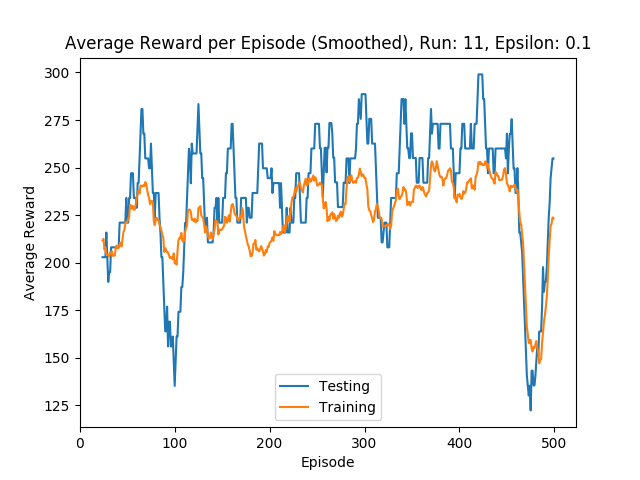 Average Reward per Episode (Smoothed), Run: 11, Epsilon: 0.1
300
275
250
225
200
175
150
125
Average Reward
0 100 200 300 400 500
Episode
Testing
Training